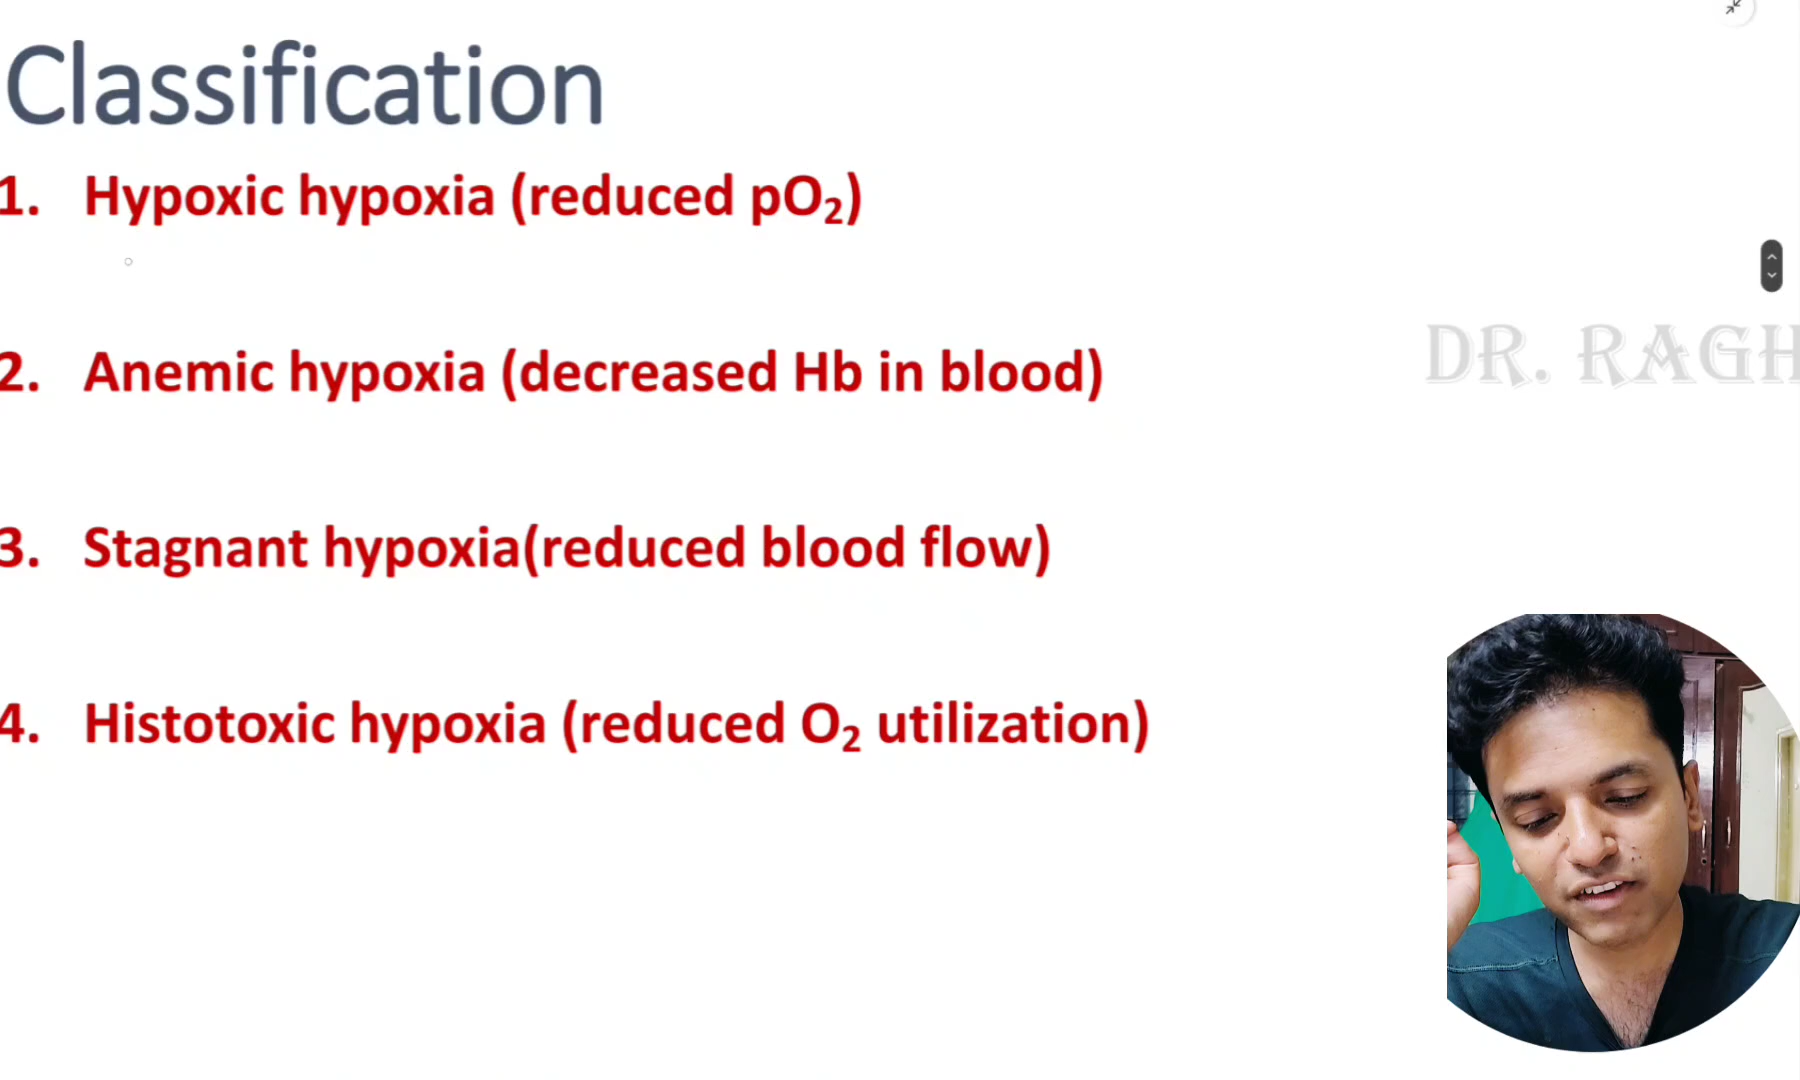 Classification
1. Hypoxic hypoxia (reduced pO₂)
2. Anemic hypoxia (decreased Hb in blood)
DR. RAGH
3. Stagnant hypoxia(reduced blood flow)
4. Histotoxic hypoxia (reduced O₂ utilization)